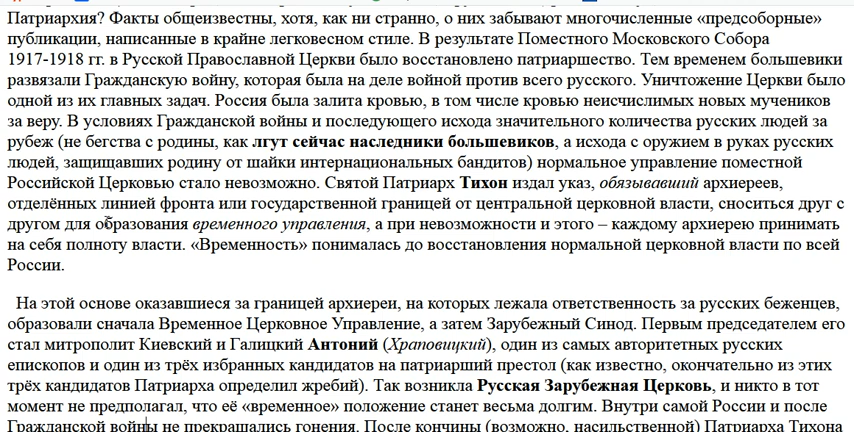 Патриархия? Факты общеизвестны, хотя, как ни странно, о них забывают многочисленные «предсоборные»
публикации, написанные в крайне легковесном стиле. В результате Поместного Московского Собора
1917-1918 гг. в Русской Православной Церкви было восстановлено патриаршество. Тем временем большевики
развязали Гражданскую войну, которая была на деле войной против всего русского. Уничтожение Церкви было
одной из их главных задач. Россия была залита кровью, в том числе кровью неисчислимых новых мучеников
за веру. В условиях Гражданской войны и последующего исхода значительного количества русских людей за
рубеж (не бегства с родины, как лгут сейчас наследники большевиков, а исхода с оружием в руках русских
людей, защищавших родину от шайки интернациональных бандитов) нормальное управление поместной
Российской Церковью стало невозможно. Святой Патриарх Тихон издал указ, обязывавший архиереев,
отделённых линией фронта или государственной границей от центральной церковной власти, сноситься друг с
другом для образования временного управления, а при невозможности и этого – каждому архиерею принимать
на себя полноту власти. «Временность» понималась до восстановления нормальной церковной власти по всей
России.
На этой основе оказавшиеся за границей архиереи, на которых лежала ответственность за русских беженцев,
образовали сначала Временное Церковное Управление, а затем Зарубежный Синод. Первым председателем его
стал митрополит Киевский и Галицкий Антоний (Храповицкий), один из самых авторитетных русских
епископов и один из трёх избранных кандидатов на патриарший престол (как известно, окончательно из этих
трёх кандидатов Патриарха определил жребий). Так возникла Русская Зарубежная Церковь, и никто в тот
момент не предполагал, что её «временное» положение станет весьма долгим. Внутри самой России и после
Гражданской войны не прекращались гонения. После кончины (возможно, насильственной) Патриарха Тихона